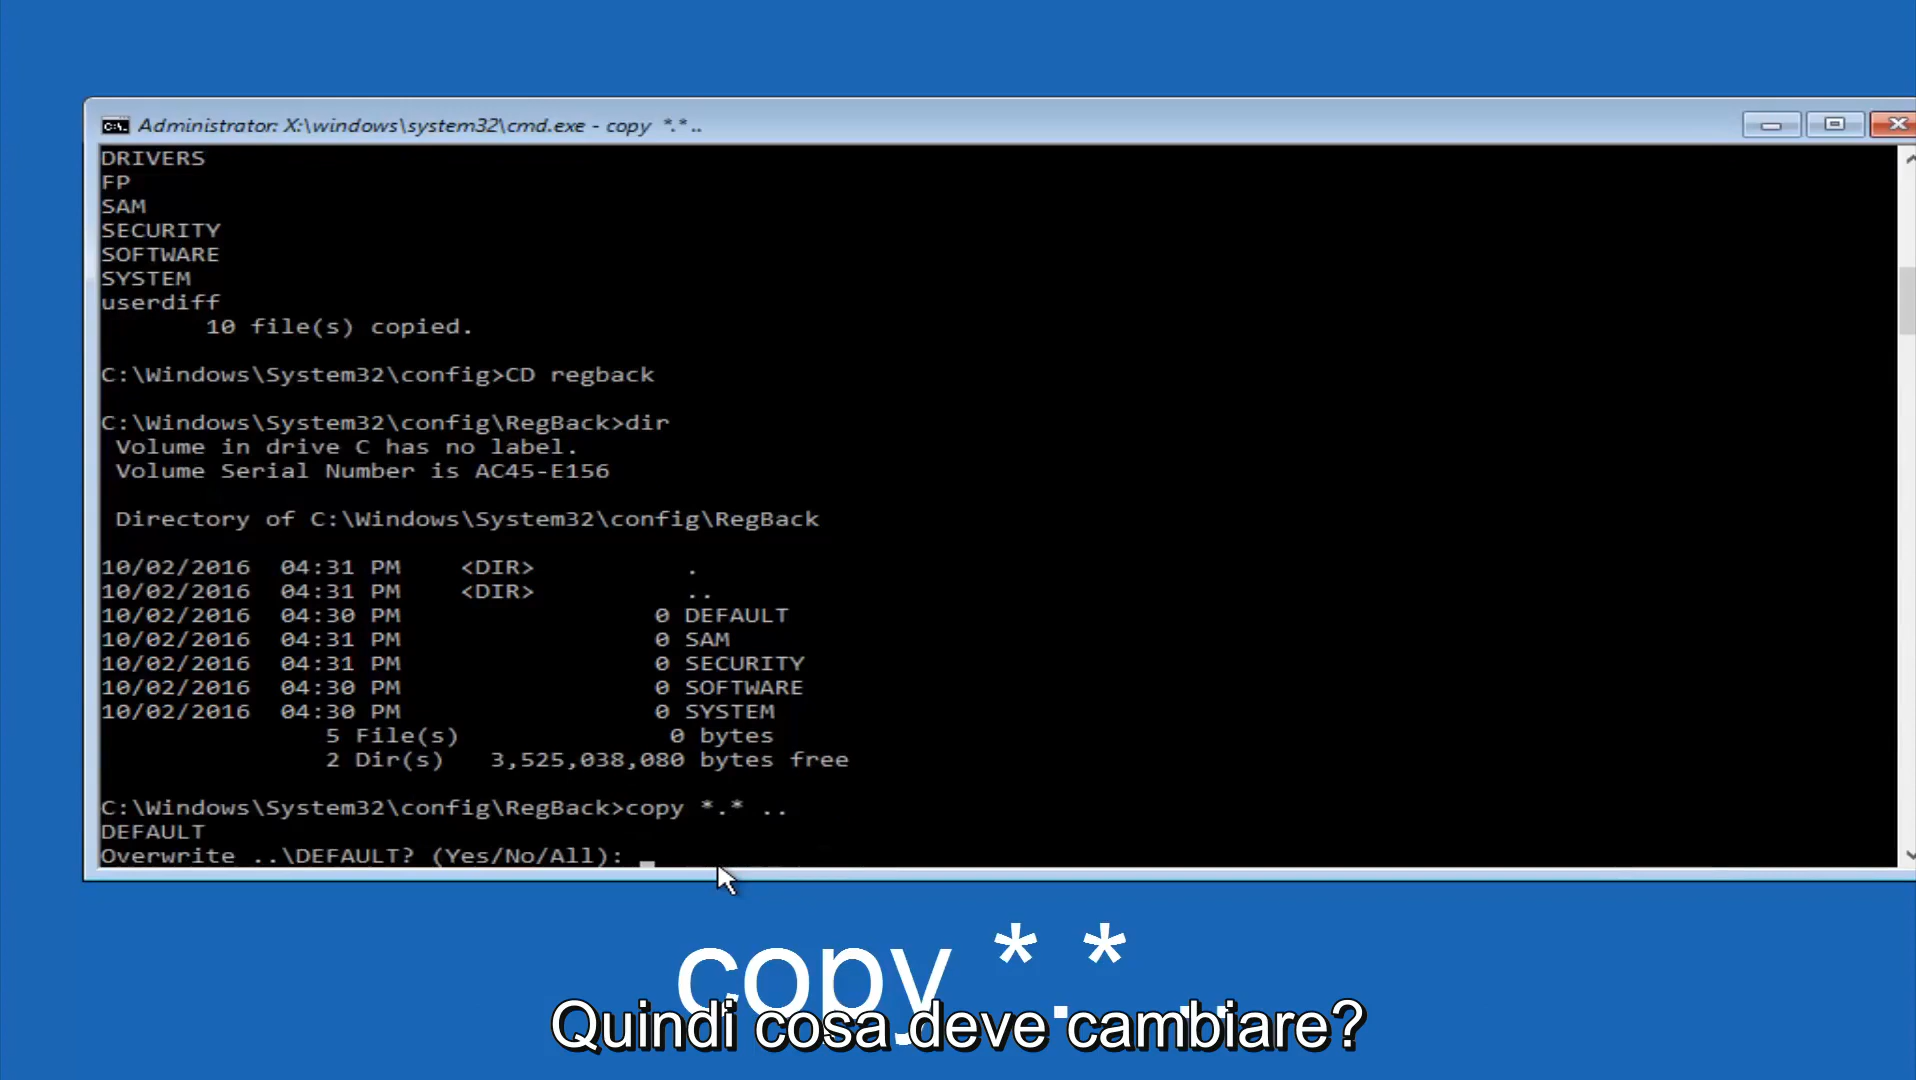 Administrator: X:\windows\system32\cmd.exe - copy *.* ..
DRIVERS
FP
SAM
SECURITY
SOFTWARE
SYSTEM
userdiff
10 file(s) copied.
C:\Windows\System32\config>CD regback
C:\Windows\System32\config\RegBack>dir
Volume in drive C has no label.
Volume Serial Number is AC45-E156
Directory of C:\Windows\System32\config\RegBack
10/02/2016 04:31 PM <DIR> .
10/02/2016 04:31 PM <DIR> ..
10/02/2016 04:30 PM 0 DEFAULT
10/02/2016 04:31 PM 0 SAM
10/02/2016 04:31 PM 0 SECURITY
10/02/2016 04:30 PM 0 SOFTWARE
10/02/2016 04:30 PM 0 SYSTEM
5 File(s) 0 bytes
2 Dir(s) 3,525,038,080 bytes free
C:\Windows\System32\config\RegBack>copy *.* ..
DEFAULT
Overwrite ..\DEFAULT? (Yes/No/All):
copy *.* ..
Quindi cosa deve cambiare?